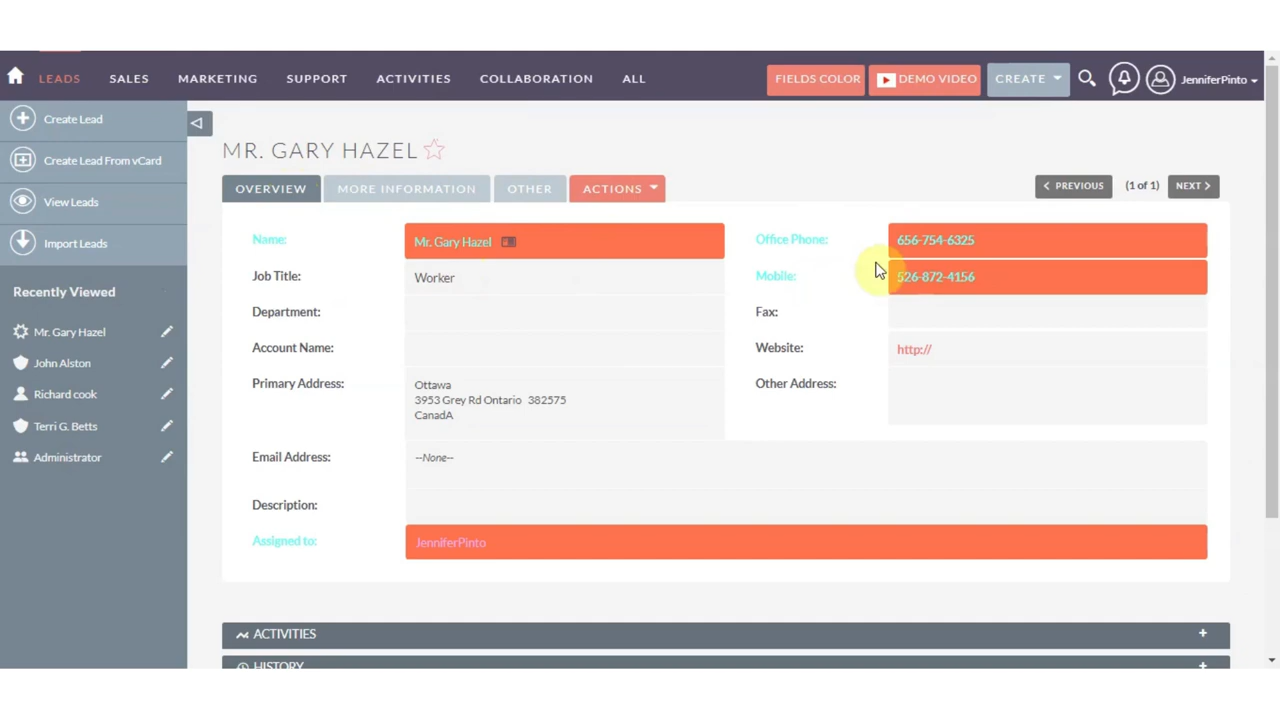 LEADS SALES MARKETING SUPPORT ACTIVITIES COLLABORATION ALL FIELDS COLOR DEMO VIDEO CREATE JenniferPinto
Create Lead
Create Lead From vCard
View Leads
Import Leads
Recently Viewed
Mr. Gary Hazel
John Alston
Richard cook
Terri G. Betts
Administrator
MR. GARY HAZEL
OVERVIEW MORE INFORMATION OTHER ACTIONS PREVIOUS (1 of 1) NEXT
Name: Mr. Gary Hazel Office Phone: 656-754-6325
Job Title: Worker Mobile: 526-872-4156
Department: Fax:
Account Name: Website: http://
Primary Address: Ottawa Other Address:
3953 Grey Rd Ontario 382575
CanadA
Email Address: --None--
Description:
Assigned to: JenniferPinto
ACTIVITIES +
HISTORY +